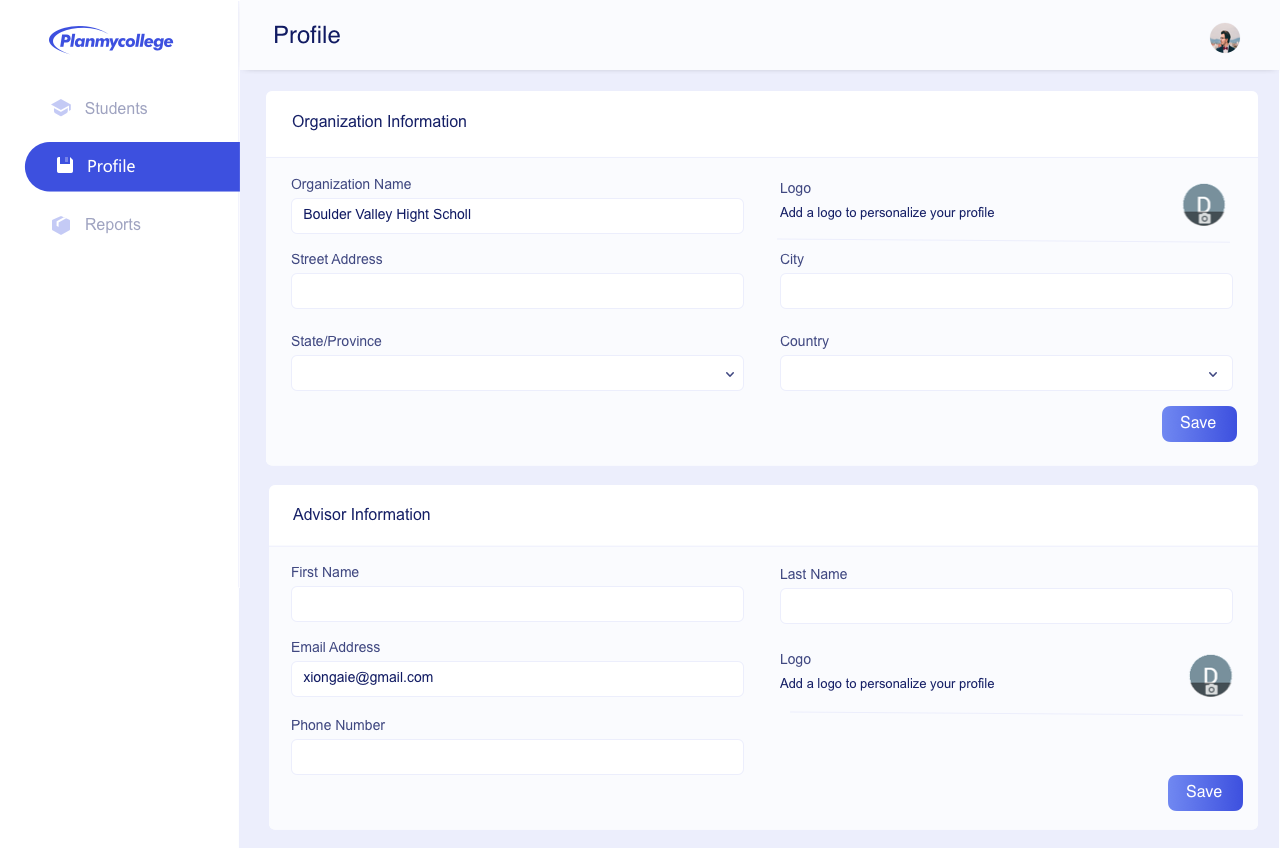 Planmycollege
Profile
Students
Profile
Reports
Organization Information
Organization Name
Boulder Valley Hight Scholl
Logo
Add a logo to personalize your profile
D
Street Address
City
State/Province
Country
Save
Advisor Information
First Name
Last Name
Email Address
xiongaie@gmail.com
Logo
Add a logo to personalize your profile
D
Phone Number
Save